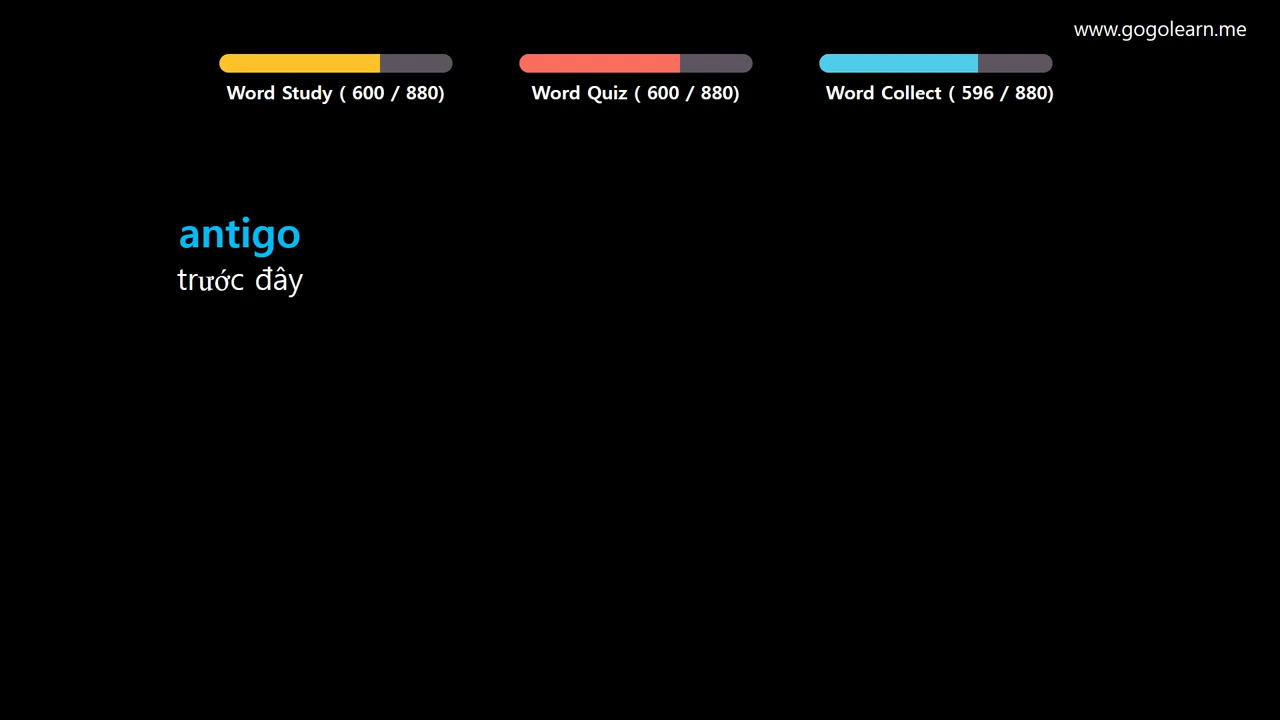 www.gogolearn.me
Word Study ( 600 / 880)
Word Quiz ( 600 / 880)
Word Collect ( 596 / 880)
antigo
trước đây